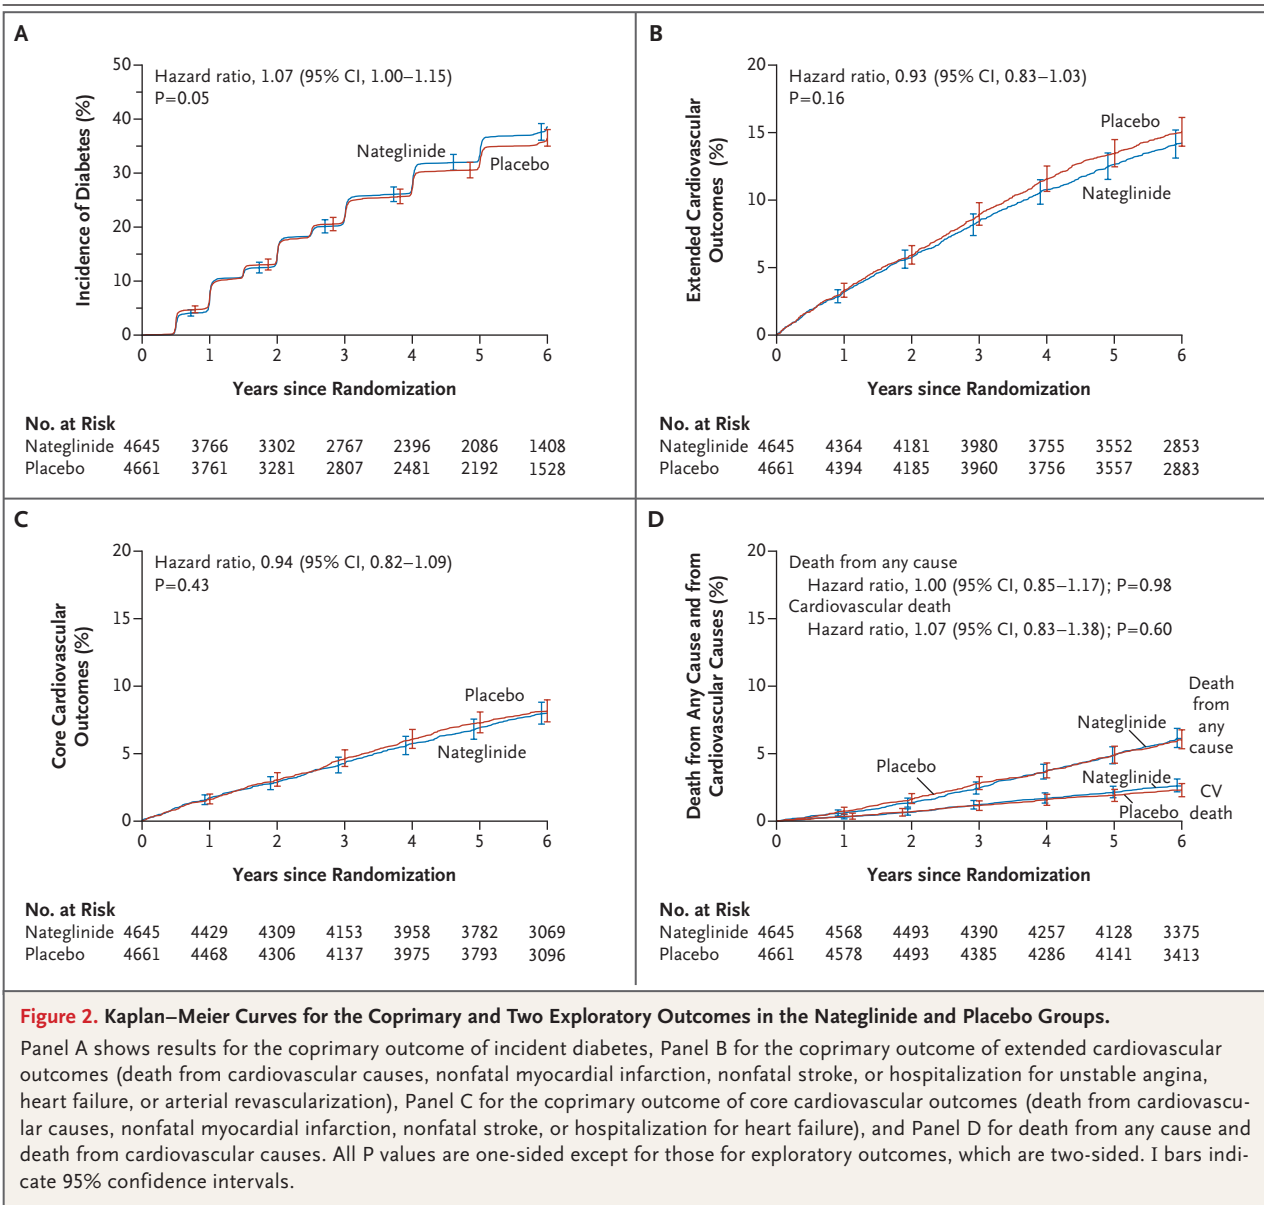 A
50
40
30
20
10
0
Incidence of Diabetes (%)
Hazard ratio, 1.07 (95% CI, 1.00–1.15)
P=0.05
Nateglinide
Placebo
0 1 2 3 4 5 6
Years since Randomization
No. at Risk
Nateglinide 4645 3766 3302 2767 2396 2086 1408
Placebo 4661 3761 3281 2807 2481 2192 1528
B
20
15
10
5
0
Extended Cardiovascular
Outcomes (%)
Hazard ratio, 0.93 (95% CI, 0.83–1.03)
P=0.16
Placebo
Nateglinide
0 1 2 3 4 5 6
Years since Randomization
No. at Risk
Nateglinide 4645 4364 4181 3980 3755 3552 2853
Placebo 4661 4394 4185 3960 3756 3557 2883
C
20
15
10
5
0
Core Cardiovascular
Outcomes (%)
Hazard ratio, 0.94 (95% CI, 0.82–1.09)
P=0.43
Placebo
Nateglinide
0 1 2 3 4 5 6
Years since Randomization
No. at Risk
Nateglinide 4645 4429 4309 4153 3958 3782 3069
Placebo 4661 4468 4306 4137 3975 3793 3096
D
20
15
10
5
0
Death from Any Cause and from
Cardiovascular Causes (%)
Death from any cause
Hazard ratio, 1.00 (95% CI, 0.85–1.17); P=0.98
Cardiovascular death
Hazard ratio, 1.07 (95% CI, 0.83–1.38); P=0.60
Death
from
any
cause
Nateglinide
Placebo
Nateglinide
Placebo
CV
death
0 1 2 3 4 5 6
Years since Randomization
No. at Risk
Nateglinide 4645 4568 4493 4390 4257 4128 3375
Placebo 4661 4578 4493 4385 4286 4141 3413
Figure 2. Kaplan–Meier Curves for the Coprimary and Two Exploratory Outcomes in the Nateglinide and Placebo Groups.
Panel A shows results for the coprimary outcome of incident diabetes, Panel B for the coprimary outcome of extended cardiovascular
outcomes (death from cardiovascular causes, nonfatal myocardial infarction, nonfatal stroke, or hospitalization for unstable angina,
heart failure, or arterial revascularization), Panel C for the coprimary outcome of core cardiovascular outcomes (death from cardiovascu-
lar causes, nonfatal myocardial infarction, nonfatal stroke, or hospitalization for heart failure), and Panel D for death from any cause and
death from cardiovascular causes. All P values are one-sided except for those for exploratory outcomes, which are two-sided. I bars indi-
cate 95% confidence intervals.